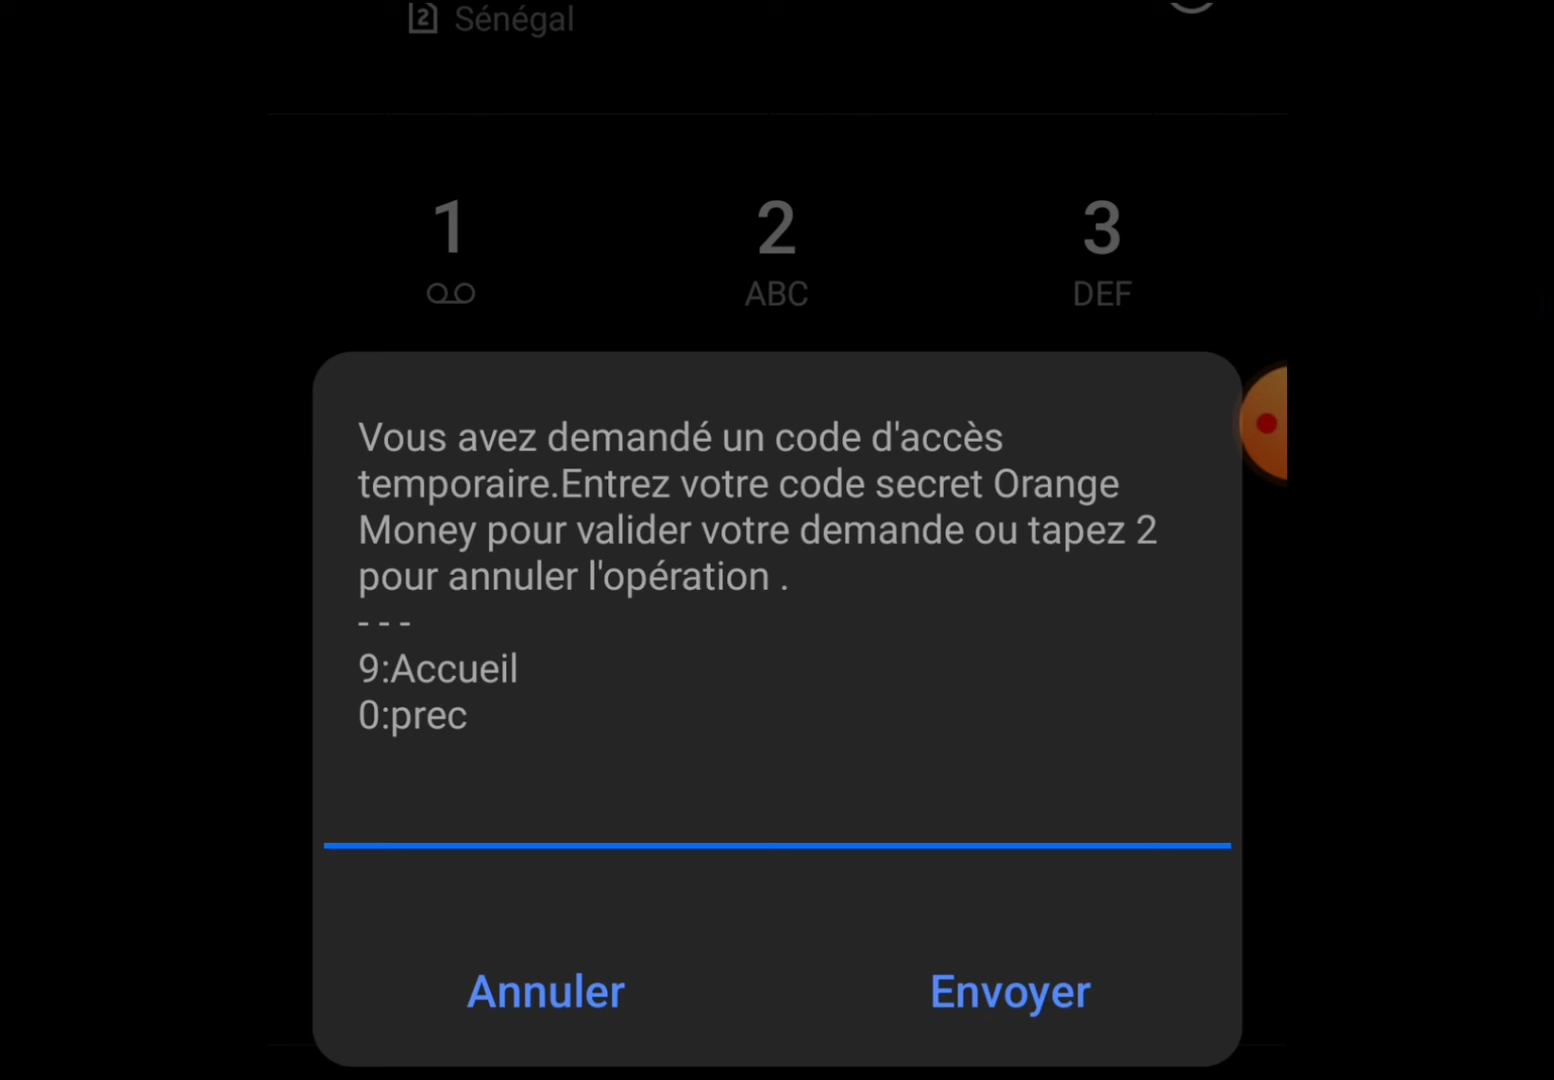 2 Sénégal
1 2 3
ABC DEF
Vous avez demandé un code d'accès
temporaire.Entrez votre code secret Orange
Money pour valider votre demande ou tapez 2
pour annuler l'opération .
- - -
9:Accueil
0:prec
Annuler Envoyer